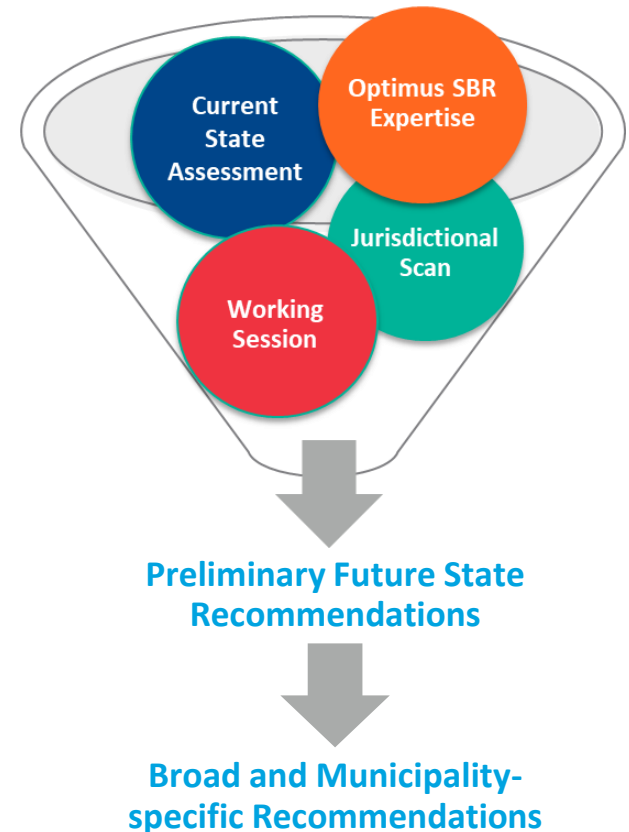 Current
State
Assessment
Optimus SBR
Expertise
Jurisdictional
Scan
Working
Session
Preliminary Future State
Recommendations
Broad and Municipality-
specific Recommendations